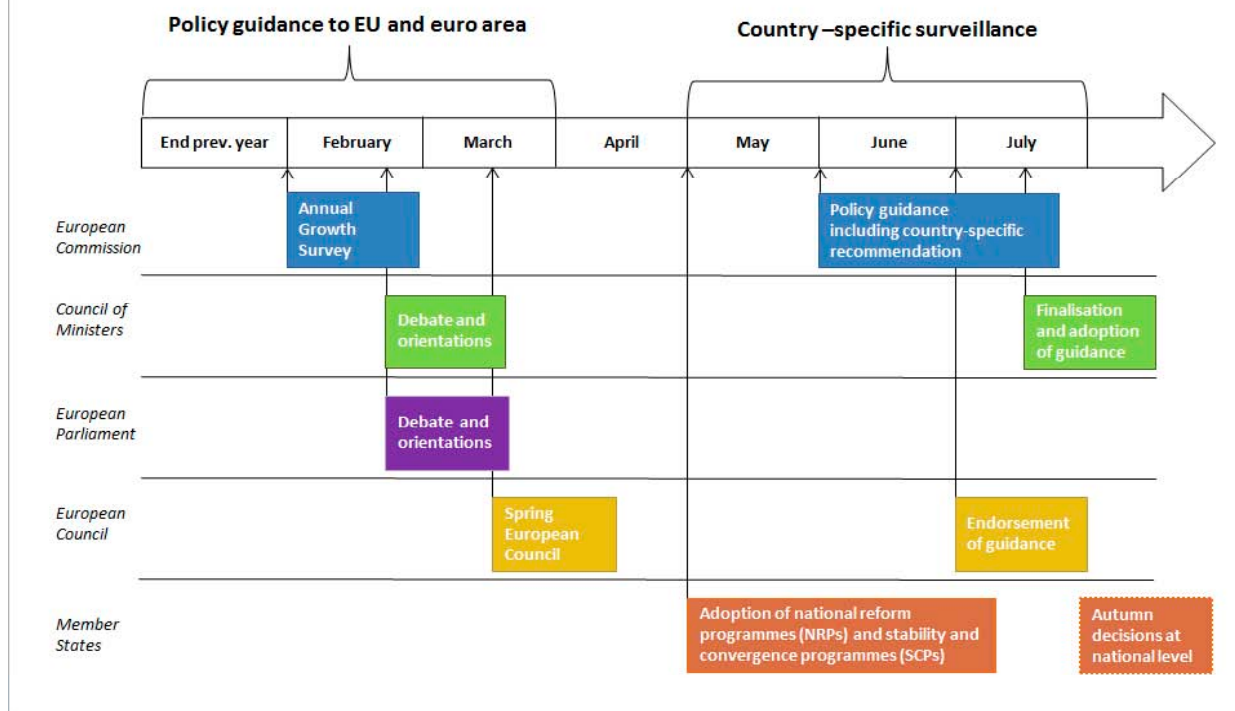 Policy guidance to EU and euro area
Country –specific surveillance
End prev. year
February
March
April
May
June
July
European
Commission
Annual
Growth
Survey
Policy guidance
including country-specific
recommendation
Council of
Ministers
Debate and
orientations
Finalisation
and adoption
of guidance
European
Parliament
Debate and
orientations
European
Council
Spring
European
Council
Endorsement
of guidance
Member
States
Adoption of national reform
programmes (NRPs) and stability and
convergence programmes (SCPs)
Autumn
decisions at
national level